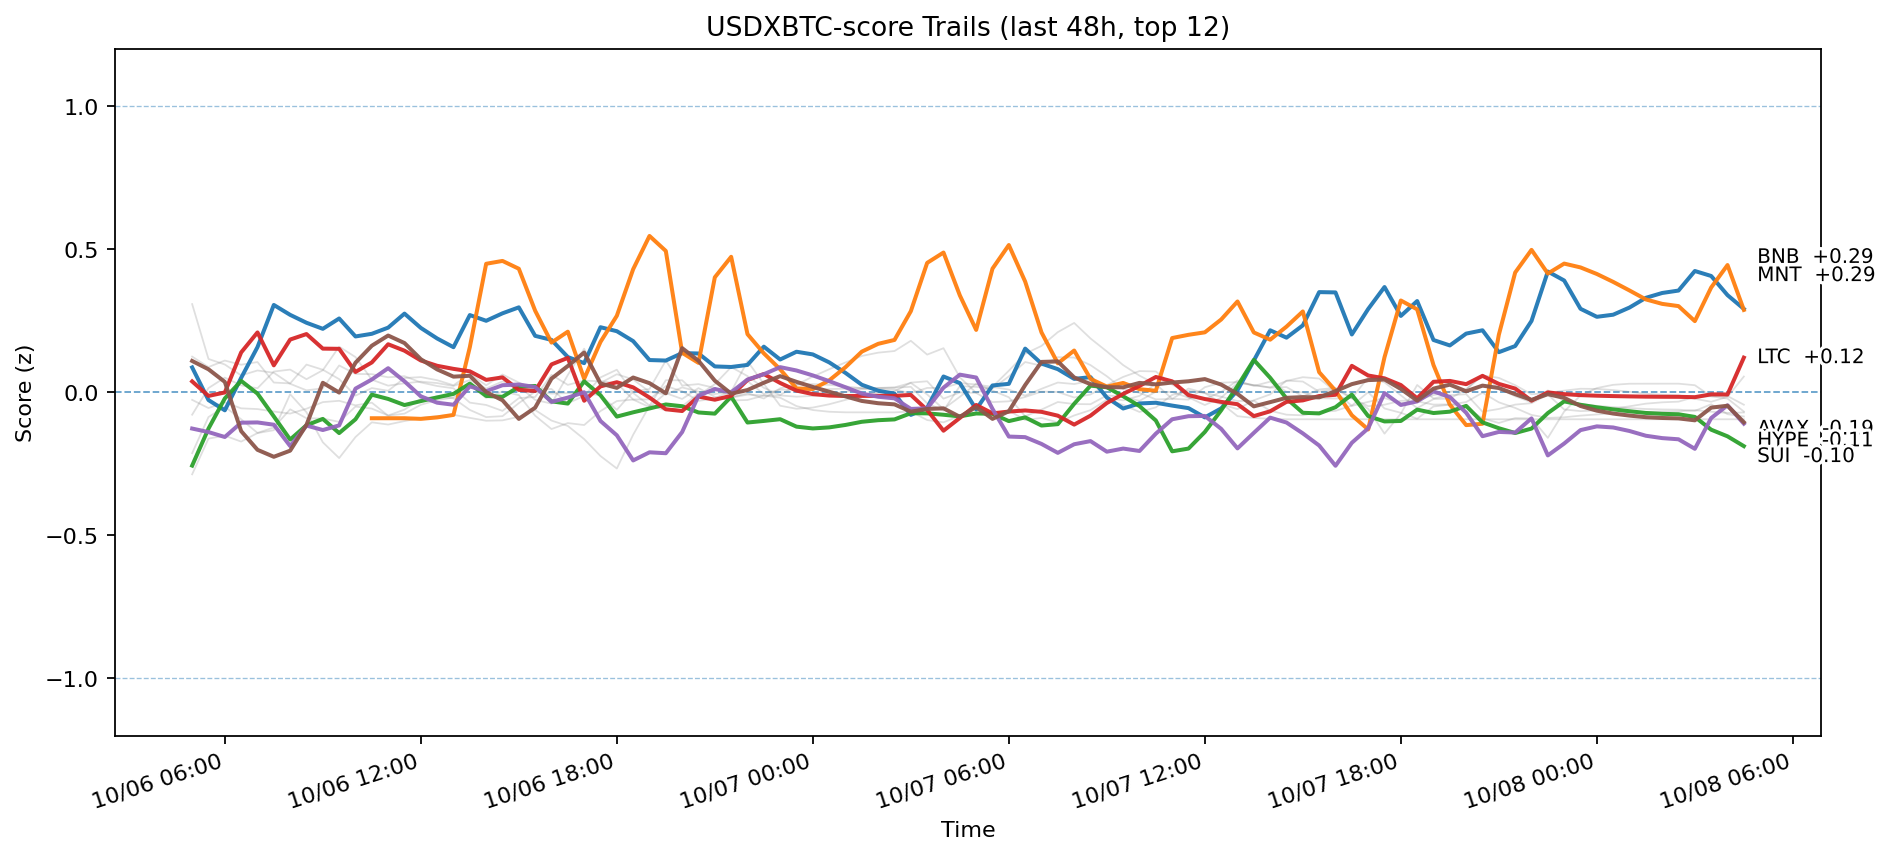 USDXBTC-score Trails (last 48h, top 12)
Score (z)
1.0
0.5
0.0
−0.5
−1.0
BNB +0.29
MNT +0.29
LTC +0.12
AVAX -0.19
HYPE -0.11
SUI -0.10
10/06 06:00
10/06 12:00
10/06 18:00
10/07 00:00
10/07 06:00
10/07 12:00
10/07 18:00
10/08 00:00
10/08 06:00
Time